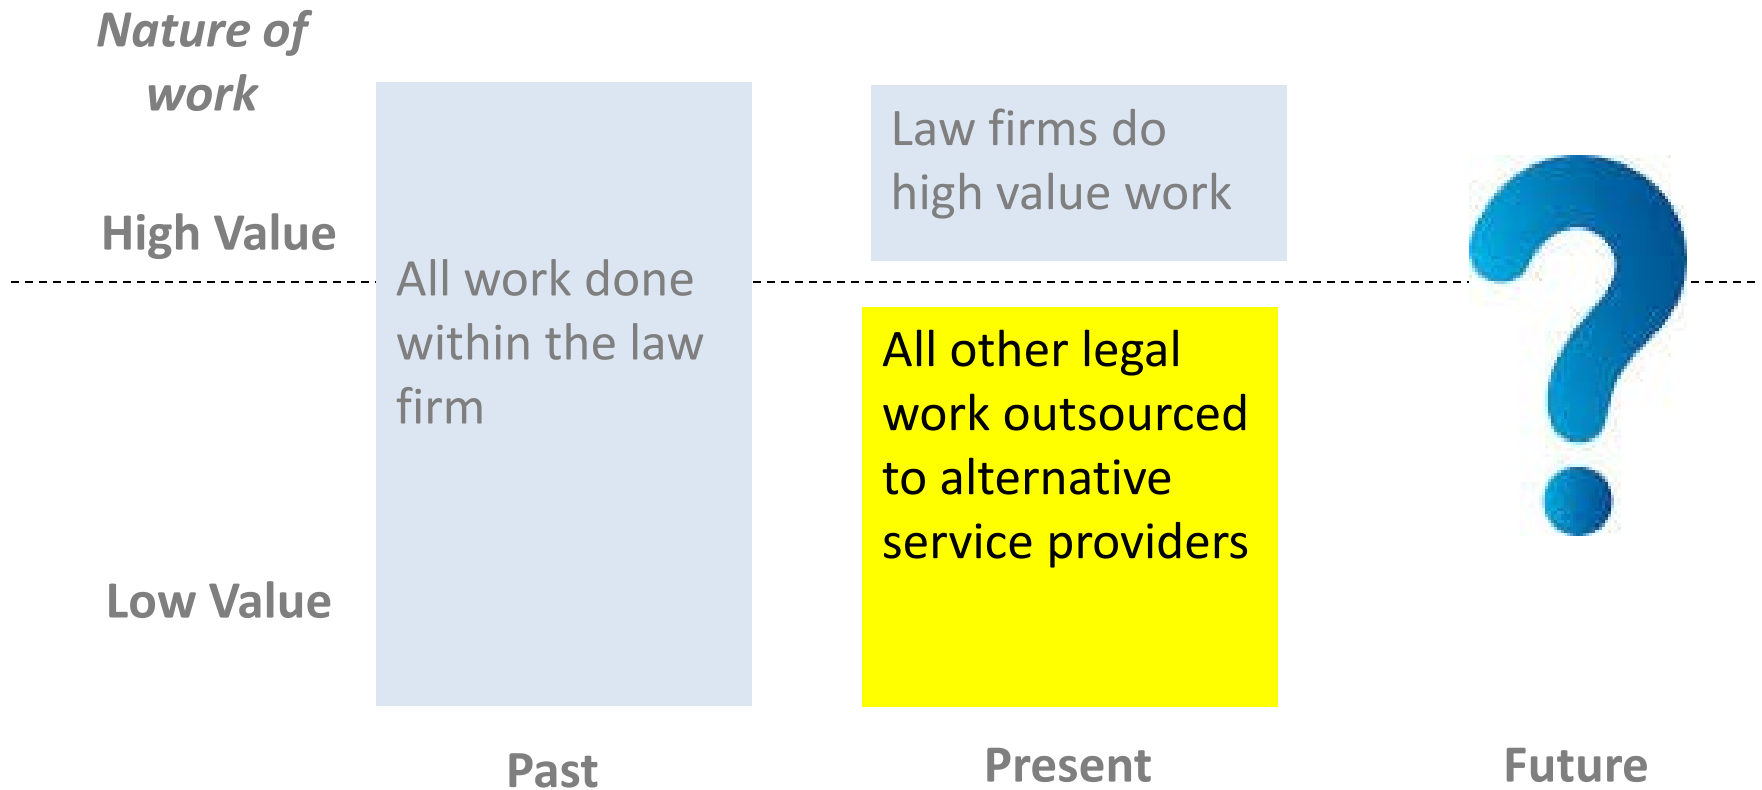 Nature of
work
High Value
Low Value
All work done
within the law
firm
Law firms do
high value work
All other legal
work outsourced
to alternative
service providers
?
Past
Present
Future